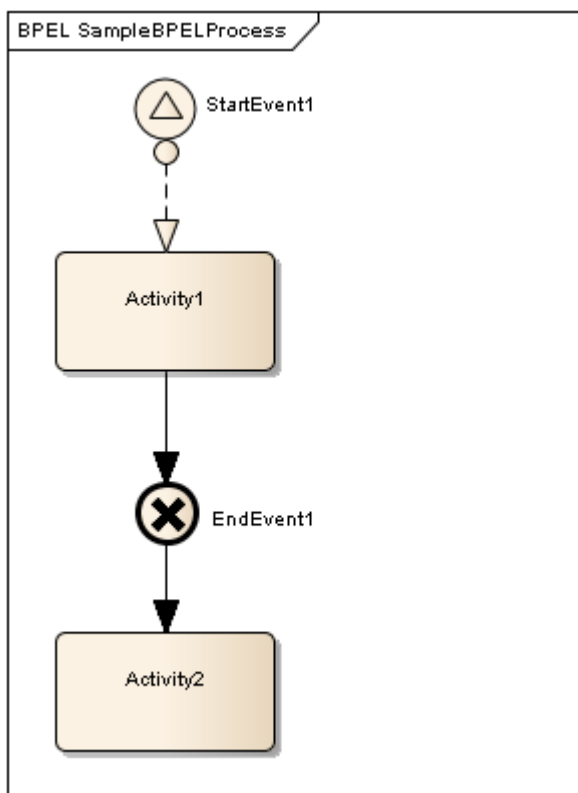 BPEL SampleBPELProcess
StartEvent1
Activity1
EndEvent1
Activity2